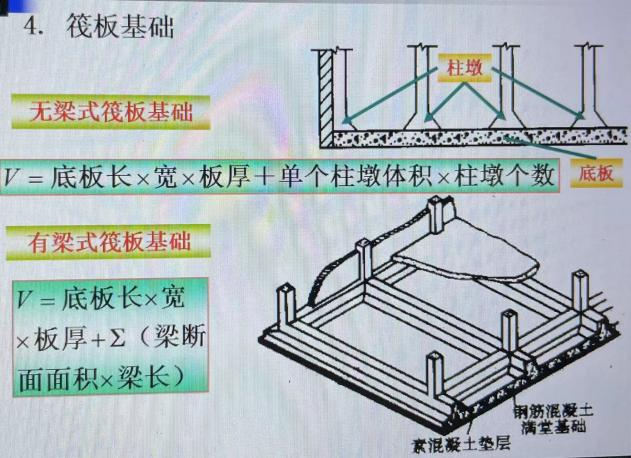 4. 筏板基础
柱墩
无梁式筏板基础
V = 底板长×宽×板厚＋单个柱墩体积×柱墩个数
底板
有梁式筏板基础
V = 底板长×宽
×板厚+Σ（梁断
面面积×梁长）
钢筋混凝土
满堂基础
素混凝土垫层